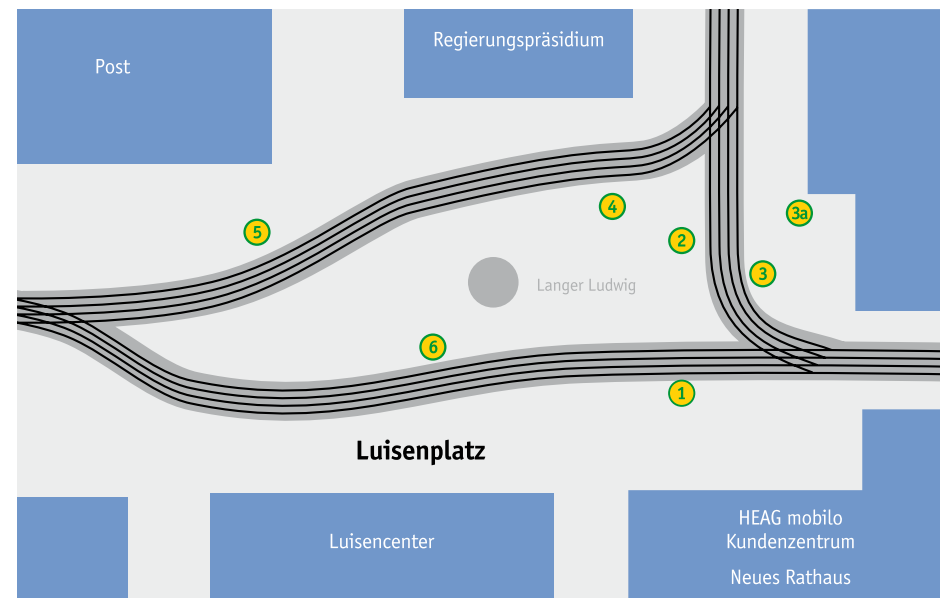 Regierungspräsidium
Post
4
3a
5
2
3
Langer Ludwig
6
1
Luisenplatz
HEAG mobilo
Kundenzentrum
Luisencenter
Neues Rathaus